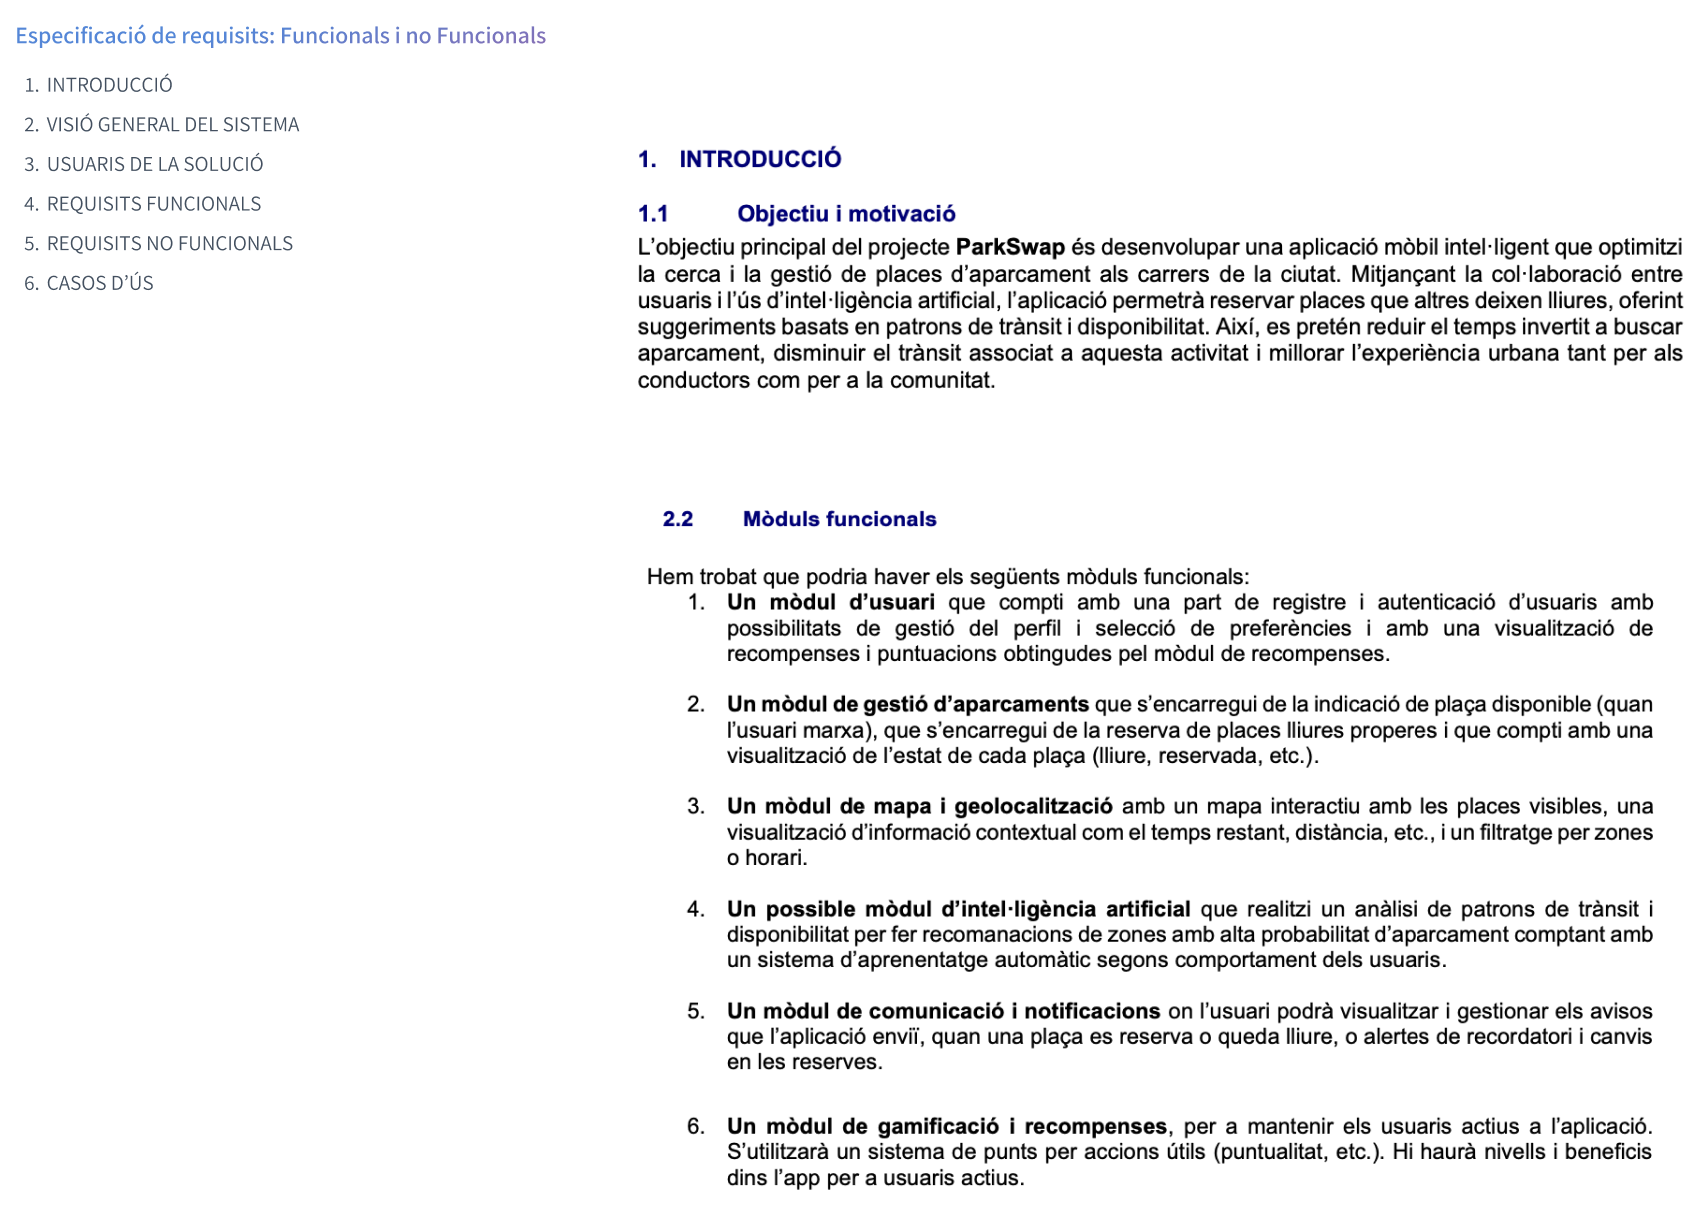 Especificació de requisits: Funcionals i no Funcionals
1. INTRODUCCIÓ
2. VISIÓ GENERAL DEL SISTEMA
3. USUARIS DE LA SOLUCIÓ
4. REQUISITS FUNCIONALS
5. REQUISITS NO FUNCIONALS
6. CASOS D’ÚS
1. INTRODUCCIÓ
1.1 Objectiu i motivació
L’objectiu principal del projecte ParkSwap és desenvolupar una aplicació mòbil intel·ligent que optimitzi
la cerca i la gestió de places d’aparcament als carrers de la ciutat. Mitjançant la col·laboració entre
usuaris i l’ús d’intel·ligència artificial, l’aplicació permetrà reservar places que altres deixen lliures, oferint
suggeriments basats en patrons de trànsit i disponibilitat. Així, es pretén reduir el temps invertit a buscar
aparcament, disminuir el trànsit associat a aquesta activitat i millorar l’experiència urbana tant per als
conductors com per a la comunitat.
2.2 Mòduls funcionals
Hem trobat que podria haver els següents mòduls funcionals:
1. Un mòdul d’usuari que compti amb una part de registre i autenticació d’usuaris amb
possibilitats de gestió del perfil i selecció de preferències i amb una visualització de
recompenses i puntuacions obtingudes pel mòdul de recompenses.
2. Un mòdul de gestió d’aparcaments que s’encarregui de la indicació de plaça disponible (quan
l’usuari marxa), que s’encarregui de la reserva de places lliures properes i que compti amb una
visualització de l’estat de cada plaça (lliure, reservada, etc.).
3. Un mòdul de mapa i geolocalització amb un mapa interactiu amb les places visibles, una
visualització d’informació contextual com el temps restant, distància, etc., i un filtratge per zones
o horari.
4. Un possible mòdul d’intel·ligència artificial que realitzi un anàlisi de patrons de trànsit i
disponibilitat per fer recomanacions de zones amb alta probabilitat d’aparcament comptant amb
un sistema d’aprenentatge automàtic segons comportament dels usuaris.
5. Un mòdul de comunicació i notificacions on l’usuari podrà visualitzar i gestionar els avisos
que l’aplicació enviï, quan una plaça es reserva o queda lliure, o alertes de recordatori i canvis
en les reserves.
6. Un mòdul de gamificació i recompenses, per a mantenir els usuaris actius a l’aplicació.
S’utilitzarà un sistema de punts per accions útils (puntualitat, etc.). Hi haurà nivells i beneficis
dins l’app per a usuaris actius.